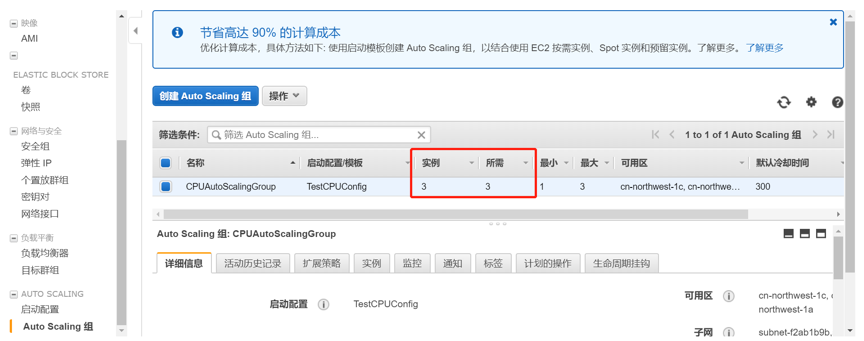 映像
AMI
ELASTIC BLOCK STORE
卷
快照
网络与安全
安全组
弹性 IP
个置放群组
密钥对
网络接口
负载平衡
负载均衡器
目标群组
AUTO SCALING
启动配置
Auto Scaling 组
节省高达 90% 的计算成本
优化计算成本，具体方法如下: 使用启动模板创建 Auto Scaling 组，以结合使用 EC2 按需实例、Spot 实例和预留实例。了解更多。 了解更多
创建 Auto Scaling 组 操作
筛选条件: 筛选 Auto Scaling 组... 1 to 1 of 1 Auto Scaling 组
名称 启动配置/模板 实例 所需 最小 最大 可用区 默认冷却时间
CPUAutoScalingGroup TestCPUConfig 3 3 1 3 cn-northwest-1c, cn-northwe... 300
Auto Scaling 组: CPUAutoScalingGroup
详细信息 活动历史记录 扩展策略 实例 监控 通知 标签 计划的操作 生命周期挂钩
启动配置 TestCPUConfig
可用区 cn-northwest-1c,
northwest-1a
子网 subnet-f2ab1b9b,